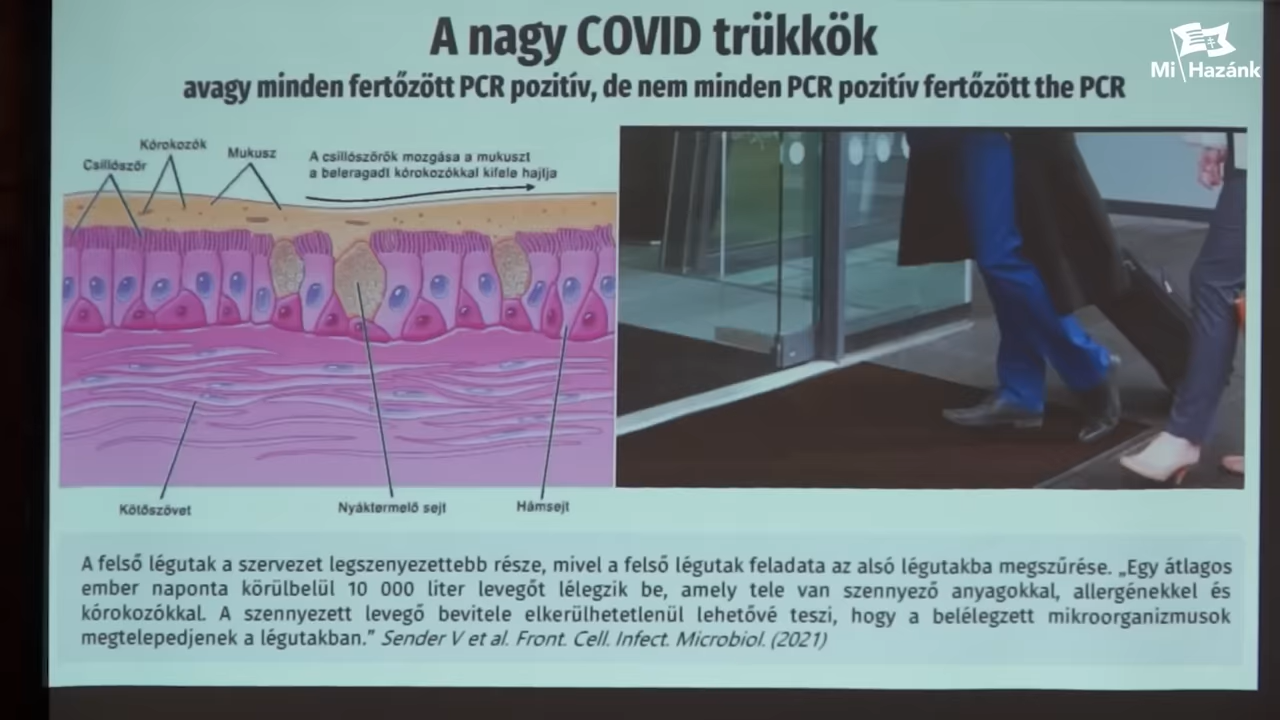 A nagy COVID trükkök
avagy minden fertőzött PCR pozitív, de nem minden PCR pozitív fertőzött the PCR
Mi Hazánk
Kórokozók
Csillószőr
Mukusz
A csillószőrök mozgása a mukuszt
a beleragadt kórokozókkal kifele hajtja
Kötőszövet
Nyáktermelő sejt
Hámsejt
A felső légutak a szervezet legszenyezettebb része, mivel a felső légutak feladata az alsó légutakba megszűrése. „Egy átlagos
ember naponta körülbelül 10 000 liter levegőt lélegzik be, amely tele van szennyező anyagokkal, allergénekkel és
kórokozókkal. A szennyezett levegő bevitele elkerülhetetlenül lehetővé teszi, hogy a belélegzett mikroorganizmusok
megtelepedjenek a légutakban.” Sender V et al. Front. Cell. Infect. Microbiol. (2021)